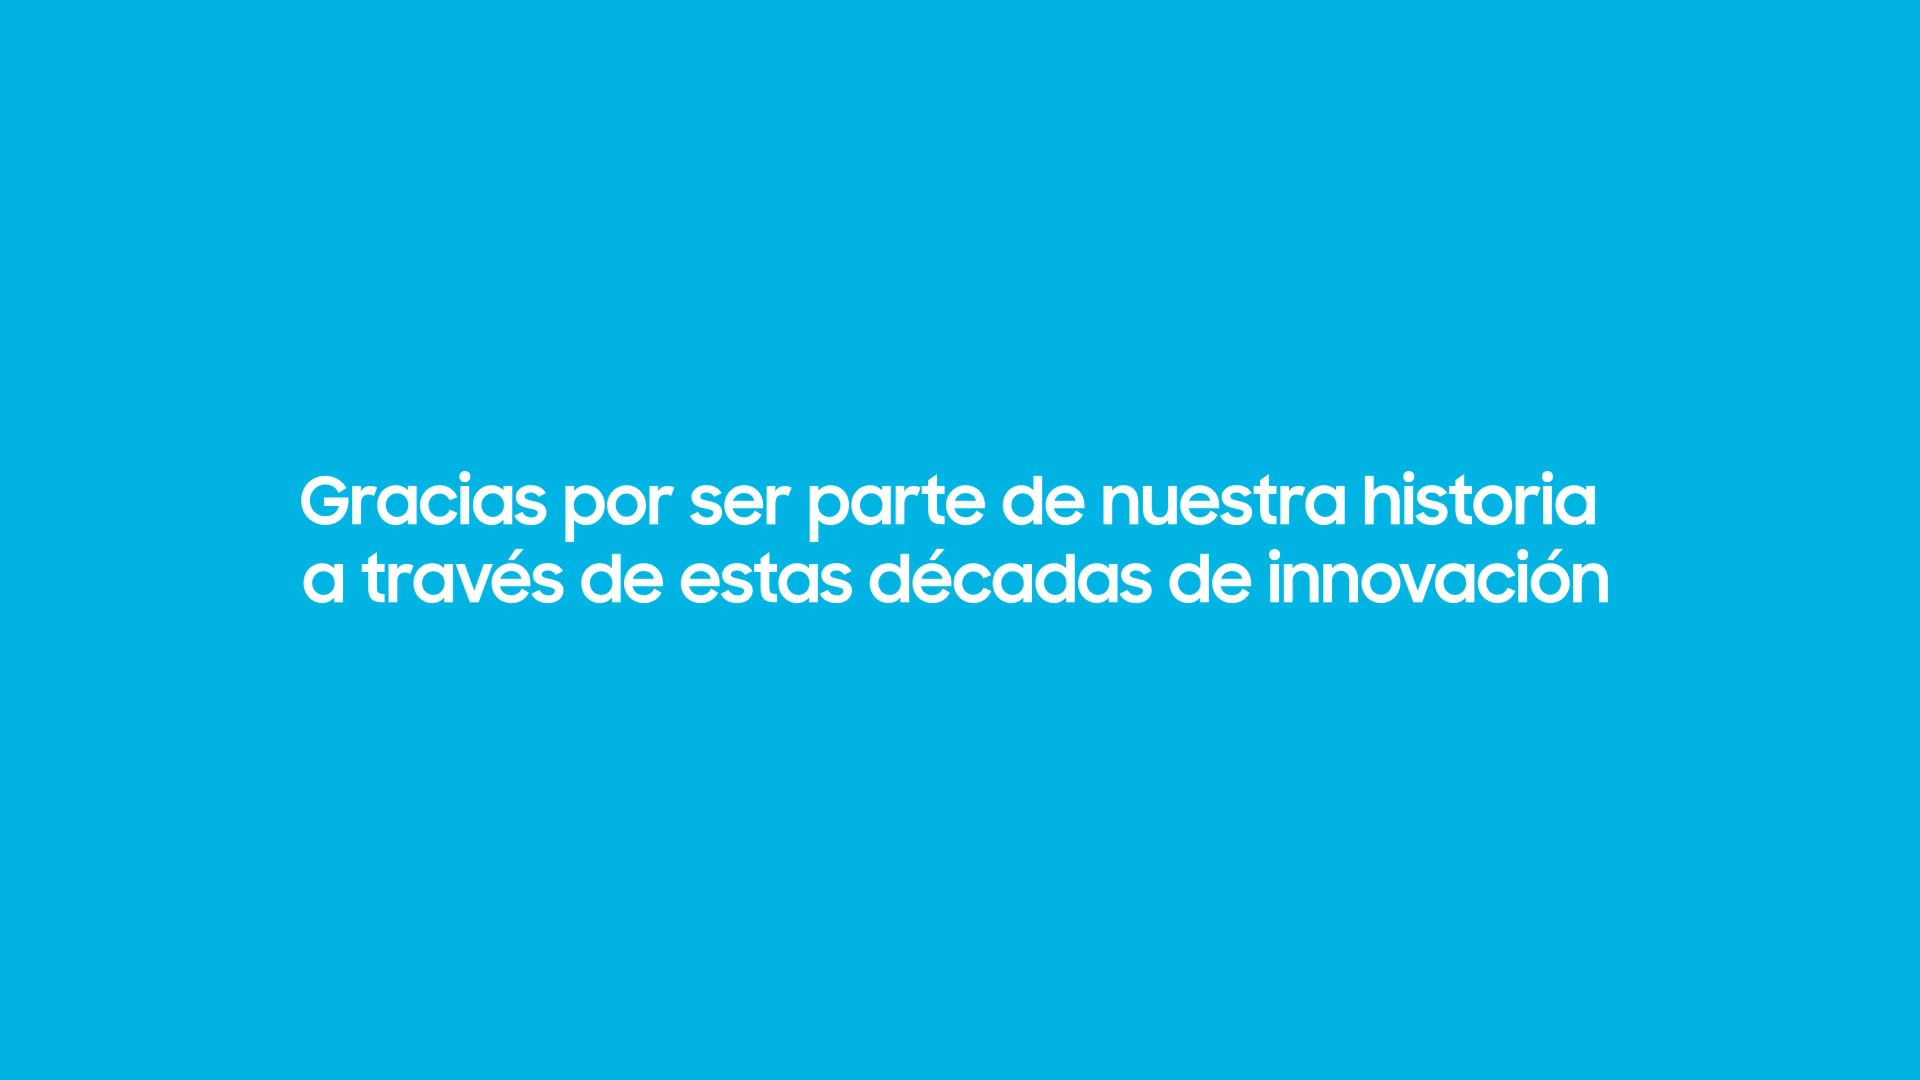 Gracias por ser parte de nuestra historia
a través de estas décadas de innovación